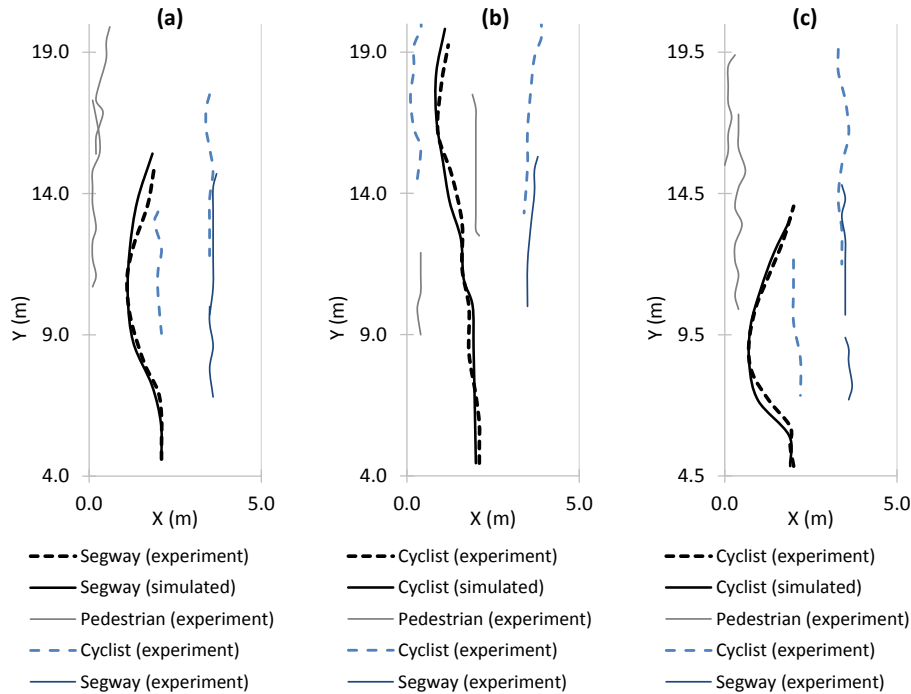 (a)
19.0
14.0
9.0
4.0
Y (m)
0.0 5.0
X (m)
Segway (experiment)
Segway (simulated)
Pedestrian (experiment)
Cyclist (experiment)
Segway (experiment)
(b)
19.0
14.0
9.0
4.0
Y (m)
0.0 5.0
X (m)
Cyclist (experiment)
Cyclist (simulated)
Pedestrian (experiment)
Cyclist (experiment)
Segway (experiment)
(c)
19.5
14.5
9.5
4.5
Y (m)
0.0 5.0
X (m)
Cyclist (experiment)
Cyclist (simulated)
Pedestrian (experiment)
Cyclist (experiment)
Segway (experiment)